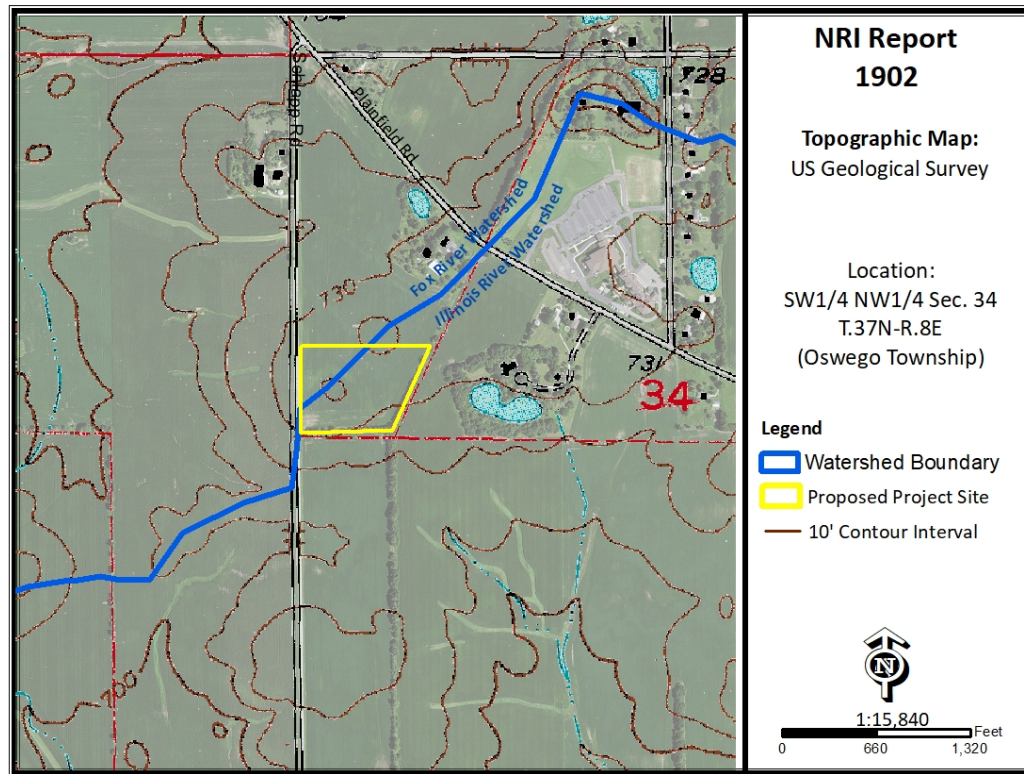 Schlapp Rd
Plainfield Rd
728
Fox River Watershed
Illinois River Watershed
730
731
34
700
NRI Report
1902
Topographic Map:
US Geological Survey
Location:
SW1/4 NW1/4 Sec. 34
T.37N-R.8E
(Oswego Township)
Legend
Watershed Boundary
Proposed Project Site
10' Contour Interval
N
1:15,840
Feet
0 660 1,320